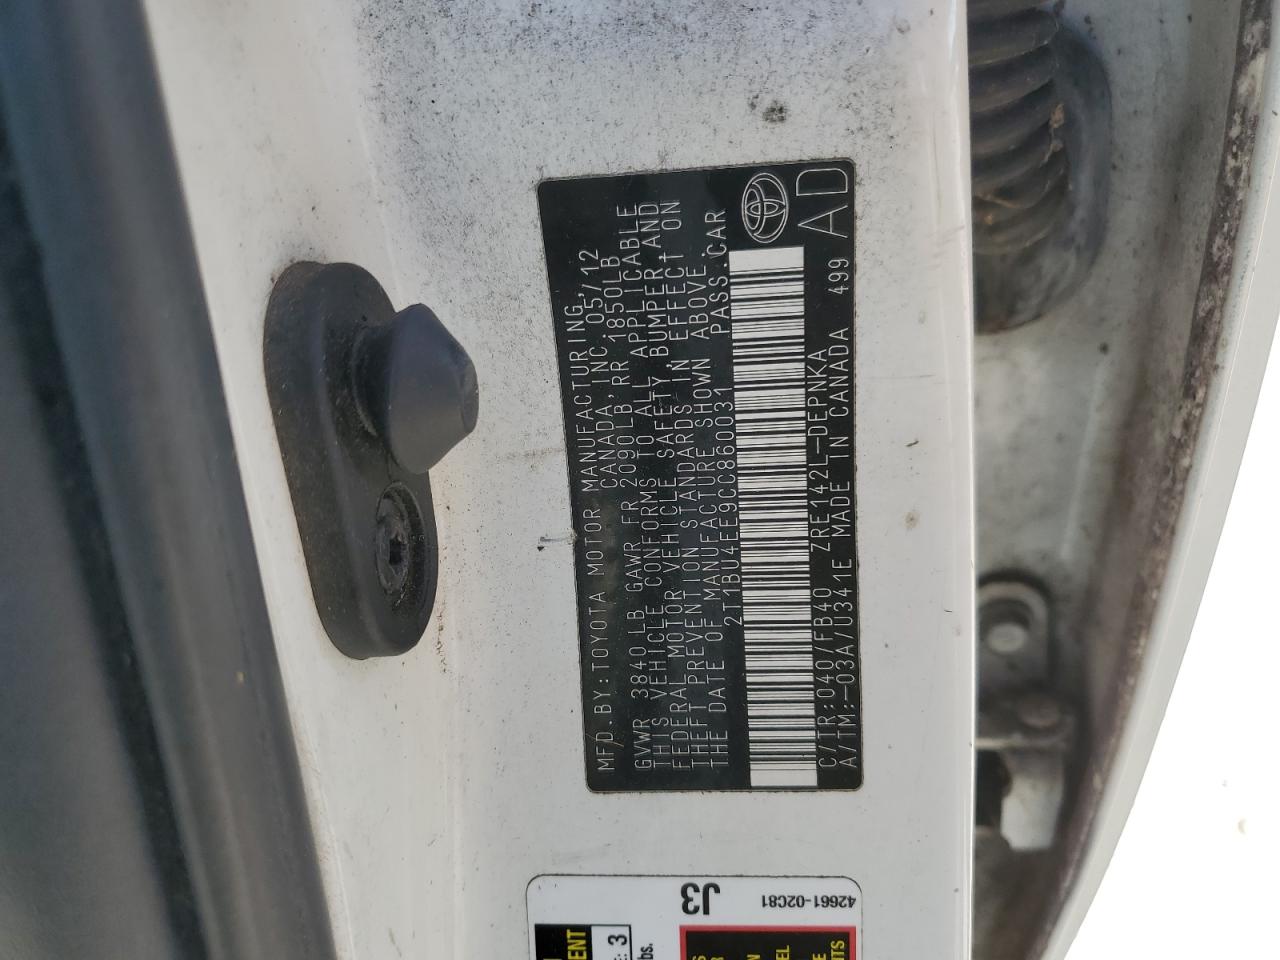 MFD.BY:TOYOTA MOTOR MANUFACTURING,
CANADA,INC. 05/12
GVWR 3840LB GAWR FR 2090LB,RR 1850LB
THIS VEHICLE CONFORMS TO ALL APPLICABLE
FEDERAL MOTOR VEHICLE SAFETY,BUMPER,AND
THEFT PREVENTION STANDARDS IN EFFECT ON
THE DATE OF MANUFACTURE SHOWN ABOVE.
2T1BU4EE9CC860031 PASS.CAR
C/TR:040/FB40 ZRE142L-DEPNKA
A/TM:-03A/U341E MADE IN CANADA 499
AD
J3
42661-02C81
3